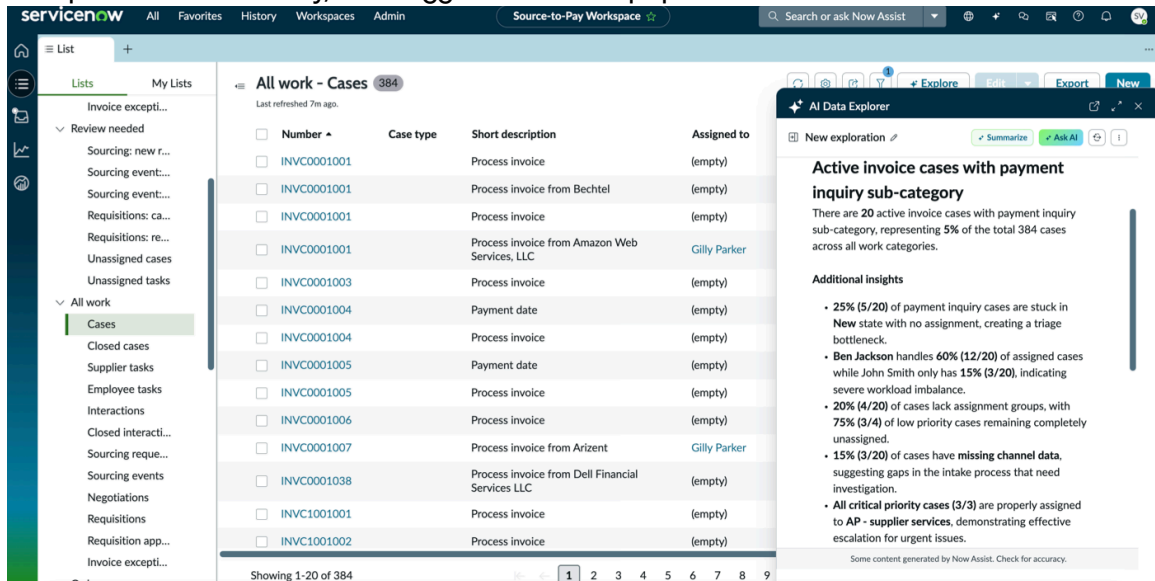 servicenow All Favorites History Workspaces Admin Source-to-Pay Workspace Search or ask Now Assist SV
List +
Lists My Lists
Invoice excepti...
Review needed
Sourcing: new r...
Sourcing event:...
Sourcing event:...
Requisitions: ca...
Requisitions: re...
Unassigned cases
Unassigned tasks
All work
Cases
Closed cases
Supplier tasks
Employee tasks
Interactions
Closed interacti...
Sourcing reque...
Sourcing events
Negotiations
Requisitions
Requisition app...
Invoice excepti...
All work - Cases 384
Last refreshed 7m ago.
1
Explore Edit Export New
Number Case type Short description Assigned to
INVC0001001 Process invoice (empty)
INVC0001001 Process invoice from Bechtel (empty)
INVC0001001 Process invoice (empty)
INVC0001001 Process invoice from Amazon Web Services, LLC Gilly Parker
INVC0001003 Process invoice (empty)
INVC0001004 Payment date (empty)
INVC0001004 Process invoice (empty)
INVC0001005 Payment date (empty)
INVC0001005 Process invoice (empty)
INVC0001006 Process invoice (empty)
INVC0001007 Process invoice from Arizent Gilly Parker
INVC0001038 Process invoice from Dell Financial Services LLC (empty)
INVC1001001 Process invoice (empty)
INVC1001002 Process invoice (empty)
Showing 1-20 of 384 1 2 3 4 5 6 7 8 9
AI Data Explorer
New exploration Summarize Ask AI
Active invoice cases with payment
inquiry sub-category
There are 20 active invoice cases with payment inquiry
sub-category, representing 5% of the total 384 cases
across all work categories.
Additional insights
• 25% (5/20) of payment inquiry cases are stuck in
New state with no assignment, creating a triage
bottleneck.
• Ben Jackson handles 60% (12/20) of assigned cases
while John Smith only has 15% (3/20), indicating
severe workload imbalance.
• 20% (4/20) of cases lack assignment groups, with
75% (3/4) of low priority cases remaining completely
unassigned.
• 15% (3/20) of cases have missing channel data,
suggesting gaps in the intake process that need
investigation.
• All critical priority cases (3/3) are properly assigned
to AP - supplier services, demonstrating effective
escalation for urgent issues.
Some content generated by Now Assist. Check for accuracy.